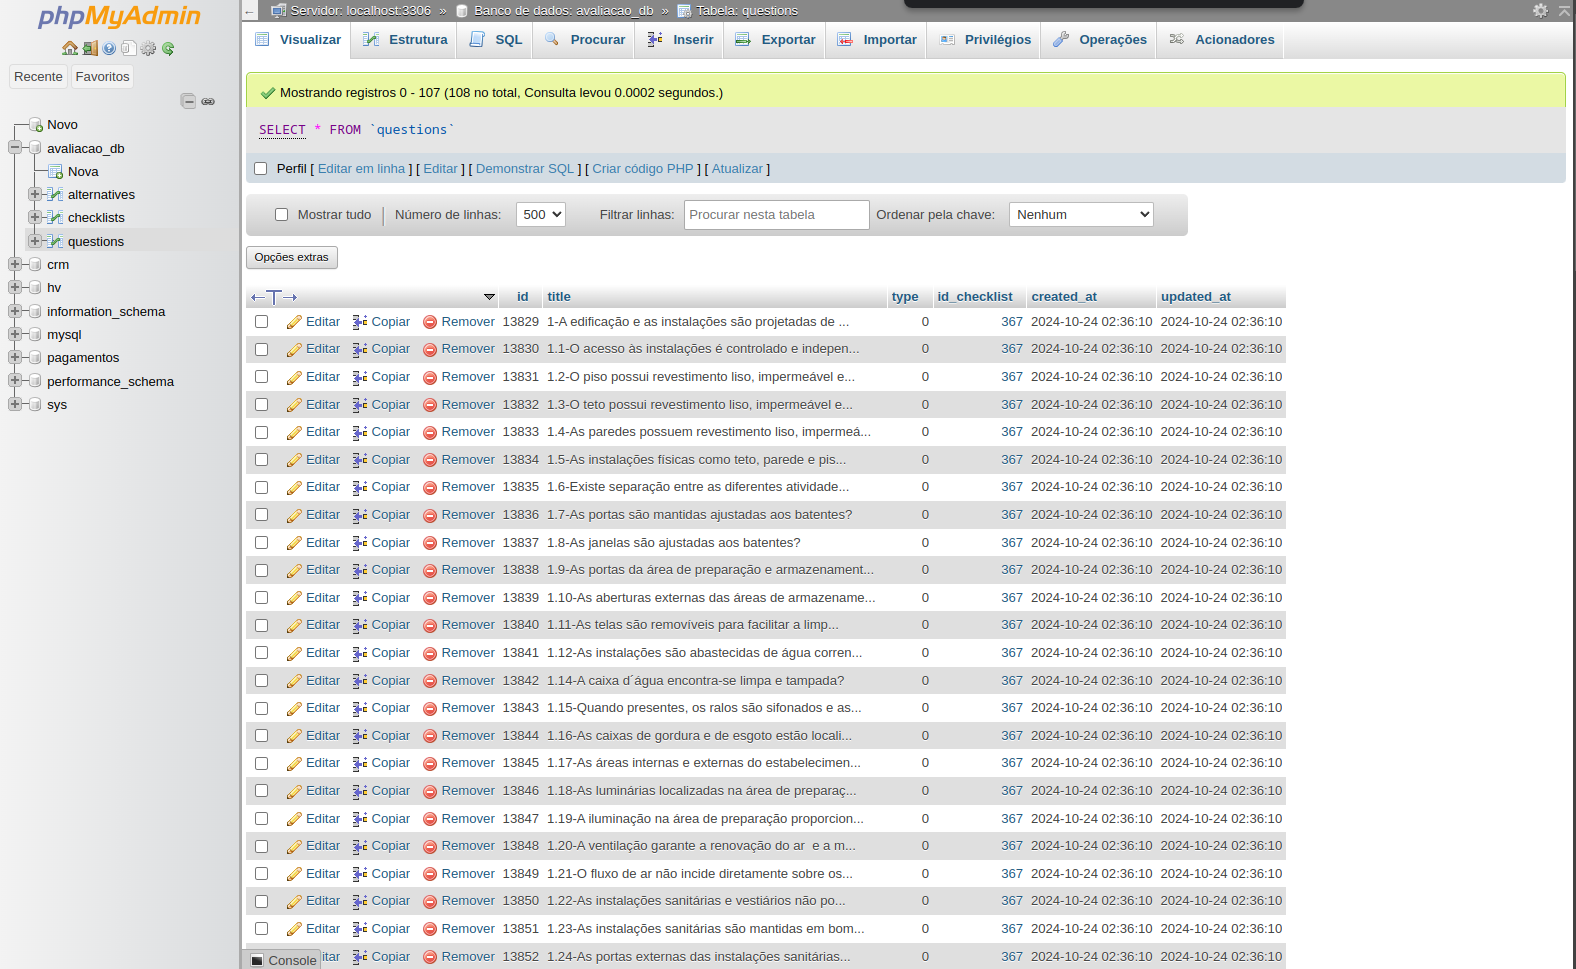 phpMyAdmin
Recente Favoritos
Novo
avaliacao_db
Nova
alternatives
checklists
questions
crm
hv
information_schema
mysql
pagamentos
performance_schema
sys
Servidor: localhost:3306 » Banco de dados: avaliacao_db » Tabela: questions
Visualizar Estrutura SQL Procurar Inserir Exportar Importar Privilégios Operações Acionadores
Mostrando registros 0 - 107 (108 no total, Consulta levou 0.0002 segundos.)
SELECT * FROM `questions`
Perfil [ Editar em linha ] [ Editar ] [ Demonstrar SQL ] [ Criar código PHP ] [ Atualizar ]
Mostrar tudo Número de linhas: 500 Filtrar linhas: Procurar nesta tabela Ordenar pela chave: Nenhum
Opções extras
id title type id_checklist created_at updated_at
Editar Copiar Remover 13829 1-A edificação e as instalações são projetadas de ... 0 367 2024-10-24 02:36:10 2024-10-24 02:36:10
Editar Copiar Remover 13830 1.1-O acesso às instalações é controlado e indepen... 0 367 2024-10-24 02:36:10 2024-10-24 02:36:10
Editar Copiar Remover 13831 1.2-O piso possui revestimento liso, impermeável e... 0 367 2024-10-24 02:36:10 2024-10-24 02:36:10
Editar Copiar Remover 13832 1.3-O teto possui revestimento liso, impermeável e... 0 367 2024-10-24 02:36:10 2024-10-24 02:36:10
Editar Copiar Remover 13833 1.4-As paredes possuem revestimento liso, impermeá... 0 367 2024-10-24 02:36:10 2024-10-24 02:36:10
Editar Copiar Remover 13834 1.5-As instalações físicas como teto, parede e pis... 0 367 2024-10-24 02:36:10 2024-10-24 02:36:10
Editar Copiar Remover 13835 1.6-Existe separação entre as diferentes atividade... 0 367 2024-10-24 02:36:10 2024-10-24 02:36:10
Editar Copiar Remover 13836 1.7-As portas são mantidas ajustadas aos batentes? 0 367 2024-10-24 02:36:10 2024-10-24 02:36:10
Editar Copiar Remover 13837 1.8-As janelas são ajustadas aos batentes? 0 367 2024-10-24 02:36:10 2024-10-24 02:36:10
Editar Copiar Remover 13838 1.9-As portas da área de preparação e armazenament... 0 367 2024-10-24 02:36:10 2024-10-24 02:36:10
Editar Copiar Remover 13839 1.10-As aberturas externas das áreas de armazename... 0 367 2024-10-24 02:36:10 2024-10-24 02:36:10
Editar Copiar Remover 13840 1.11-As telas são removíveis para facilitar a limp... 0 367 2024-10-24 02:36:10 2024-10-24 02:36:10
Editar Copiar Remover 13841 1.12-As instalações são abastecidas de água corren... 0 367 2024-10-24 02:36:10 2024-10-24 02:36:10
Editar Copiar Remover 13842 1.14-A caixa d´água encontra-se limpa e tampada? 0 367 2024-10-24 02:36:10 2024-10-24 02:36:10
Editar Copiar Remover 13843 1.15-Quando presentes, os ralos são sifonados e as... 0 367 2024-10-24 02:36:10 2024-10-24 02:36:10
Editar Copiar Remover 13844 1.16-As caixas de gordura e de esgoto estão locali... 0 367 2024-10-24 02:36:10 2024-10-24 02:36:10
Editar Copiar Remover 13845 1.17-As áreas internas e externas do estabelecimen... 0 367 2024-10-24 02:36:10 2024-10-24 02:36:10
Editar Copiar Remover 13846 1.18-As luminárias localizadas na área de preparaç... 0 367 2024-10-24 02:36:10 2024-10-24 02:36:10
Editar Copiar Remover 13847 1.19-A iluminação na área de preparação proporcion... 0 367 2024-10-24 02:36:10 2024-10-24 02:36:10
Editar Copiar Remover 13848 1.20-A ventilação garante a renovação do ar e a m... 0 367 2024-10-24 02:36:10 2024-10-24 02:36:10
Editar Copiar Remover 13849 1.21-O fluxo de ar não incide diretamente sobre os... 0 367 2024-10-24 02:36:10 2024-10-24 02:36:10
Editar Copiar Remover 13850 1.22-As instalações sanitárias e vestiários não po... 0 367 2024-10-24 02:36:10 2024-10-24 02:36:10
Editar Copiar Remover 13851 1.23-As instalações sanitárias são mantidas em bom... 0 367 2024-10-24 02:36:10 2024-10-24 02:36:10
itar Copiar Remover 13852 1.24-As portas externas das instalações sanitárias... 0 367 2024-10-24 02:36:10 2024-10-24 02:36:10
Console